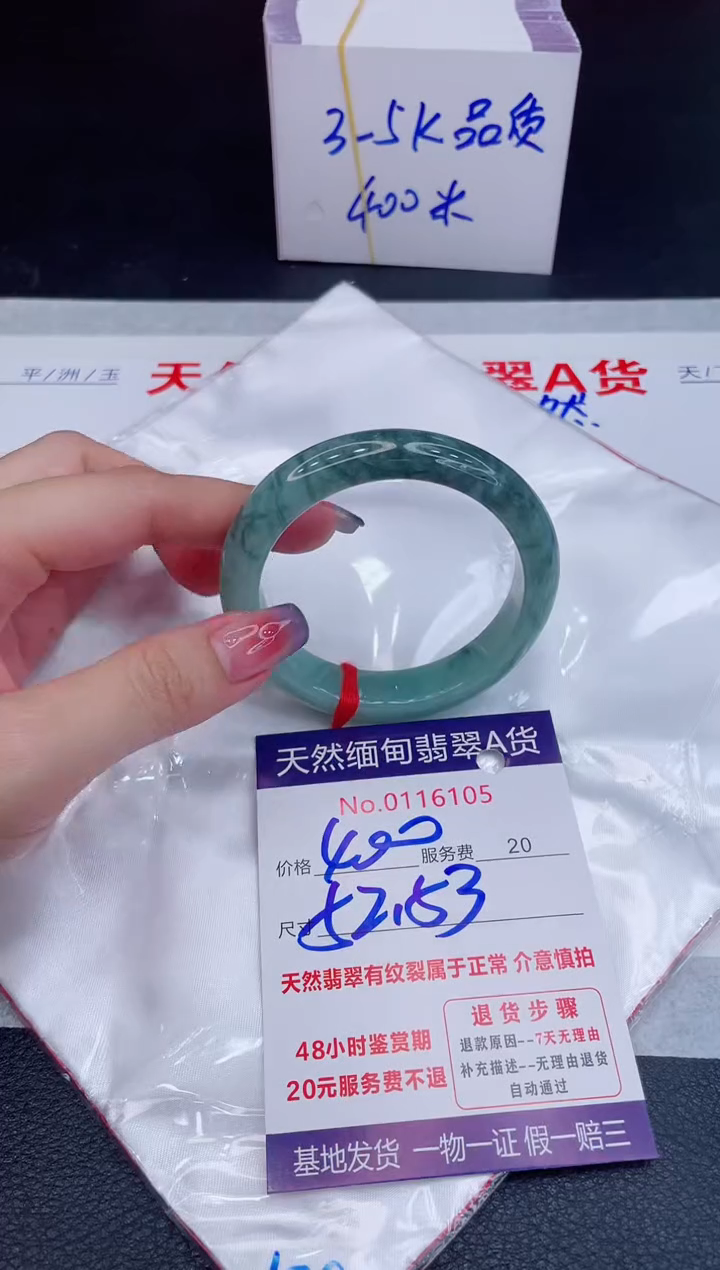 3-5K品质
400米
平/洲/玉
天
翡翠A货
天然缅甸翡翠A货
No.0116105
价格 400 服务费 20
尺寸 52.53
天然翡翠有纹裂属于正常 介意慎拍
48小时鉴赏期
20元服务费不退
退货步骤
退款原因--7天无理由
补充描述--无理由退货
自动通过
基地发货 一物一证 假一赔三